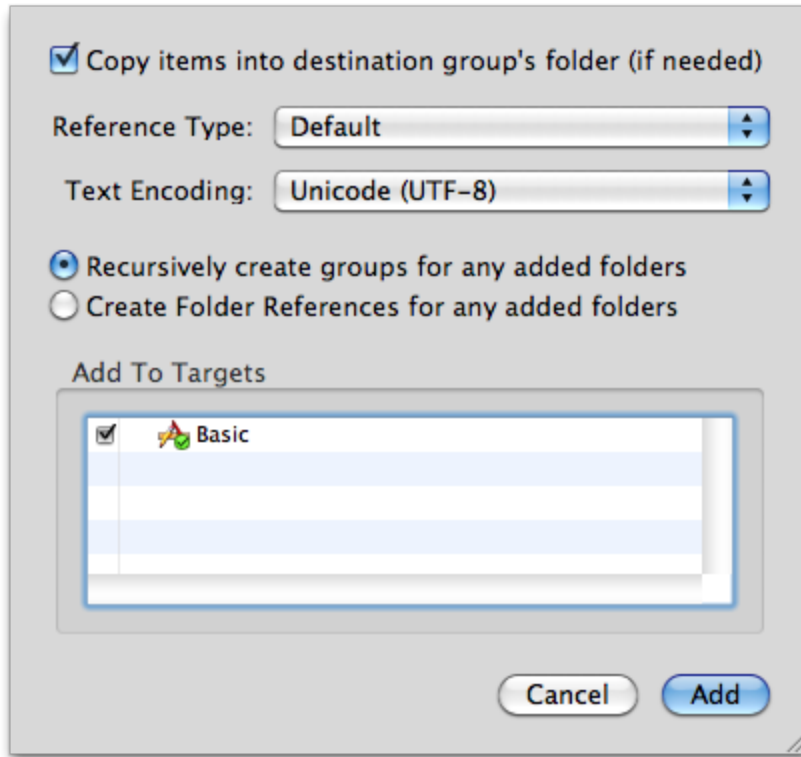 Copy items into destination group's folder (if needed)
Reference Type: Default
Text Encoding: Unicode (UTF-8)
Recursively create groups for any added folders
Create Folder References for any added folders
Add To Targets
Basic
Cancel Add